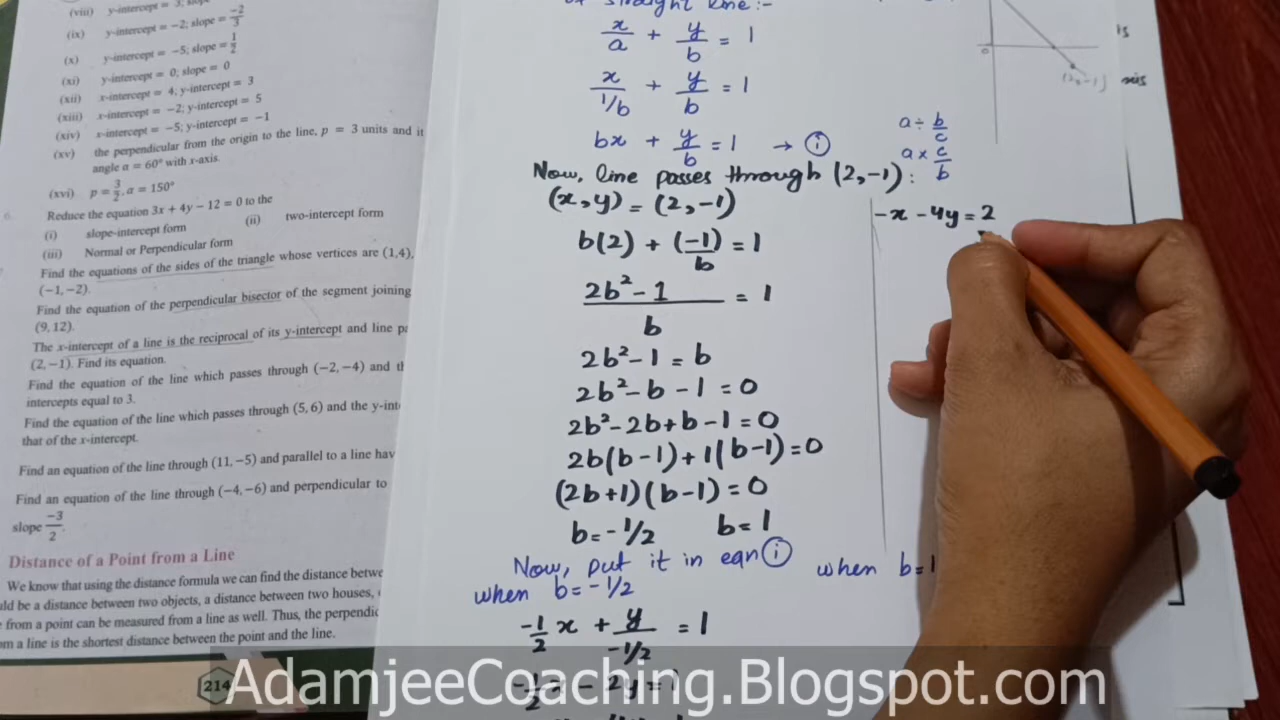 (viii) y-intercept = 3;
(ix) y-intercept = −2; slope = −2/3
(x) y-intercept = −5; slope = 1/2
(xi) y-intercept = 0; slope = 0
(xii) x-intercept = 4; y-intercept = 3
(xiii) x-intercept = −2; y-intercept = 5
(xiv) x-intercept = −5; y-intercept = −1
(xv) the perpendicular from the origin to the line, p = 3 units and it
angle α = 60° with x-axis.
(xvi) p = 3/2, α = 150°
6. Reduce the equation 3x + 4y − 12 = 0 to the
(i) slope-intercept form (ii) two-intercept form
(iii) Normal or Perpendicular form
Find the equations of the sides of the triangle whose vertices are (1,4),
(−1, −2).
Find the equation of the perpendicular bisector of the segment joining
(9, 12).
The x-intercept of a line is the reciprocal of its y-intercept and line
(2, −1). Find its equation.
Find the equation of the line which passes through (−2, −4) and
intercepts equal to 3.
Find the equation of the line which passes through (5, 6) and the
that of the x-intercept.
Find an equation of the line through (11, −5) and parallel to a line
Find an equation of the line through (−4, −6) and perpendicular to
slope −3/2.
Distance of a Point from a Line
We know that using the distance formula we can find the distance
be a distance between two objects, a distance between two houses,
from a point can be measured from a line as well. Thus, the
a line is the shortest distance between the point and the line.
214
straight line:-
x/a + y/b = 1
x/1/b + y/b = 1
bx + y/b = 1 → (i)
Now, line passes through (2,-1):
(x,y) = (2,-1)
b(2) + (-1)/b = 1
2b²-1/b = 1
2b²-1 = b
2b²-b-1=0
2b²-2b+b-1=0
2b(b-1)+1(b-1)=0
(2b+1)(b-1)=0
b=-1/2 b=1
Now, put it in eqn (i)
when b=-1/2
-1/2 x + y/-1/2 = 1
-1/2 x - 2y = 1
a ÷ b/c
a × c/b
-x - 4y = 2
when b=1
0
(2,-1)
is
xis
AdamjeeCoaching.Blogspot.com